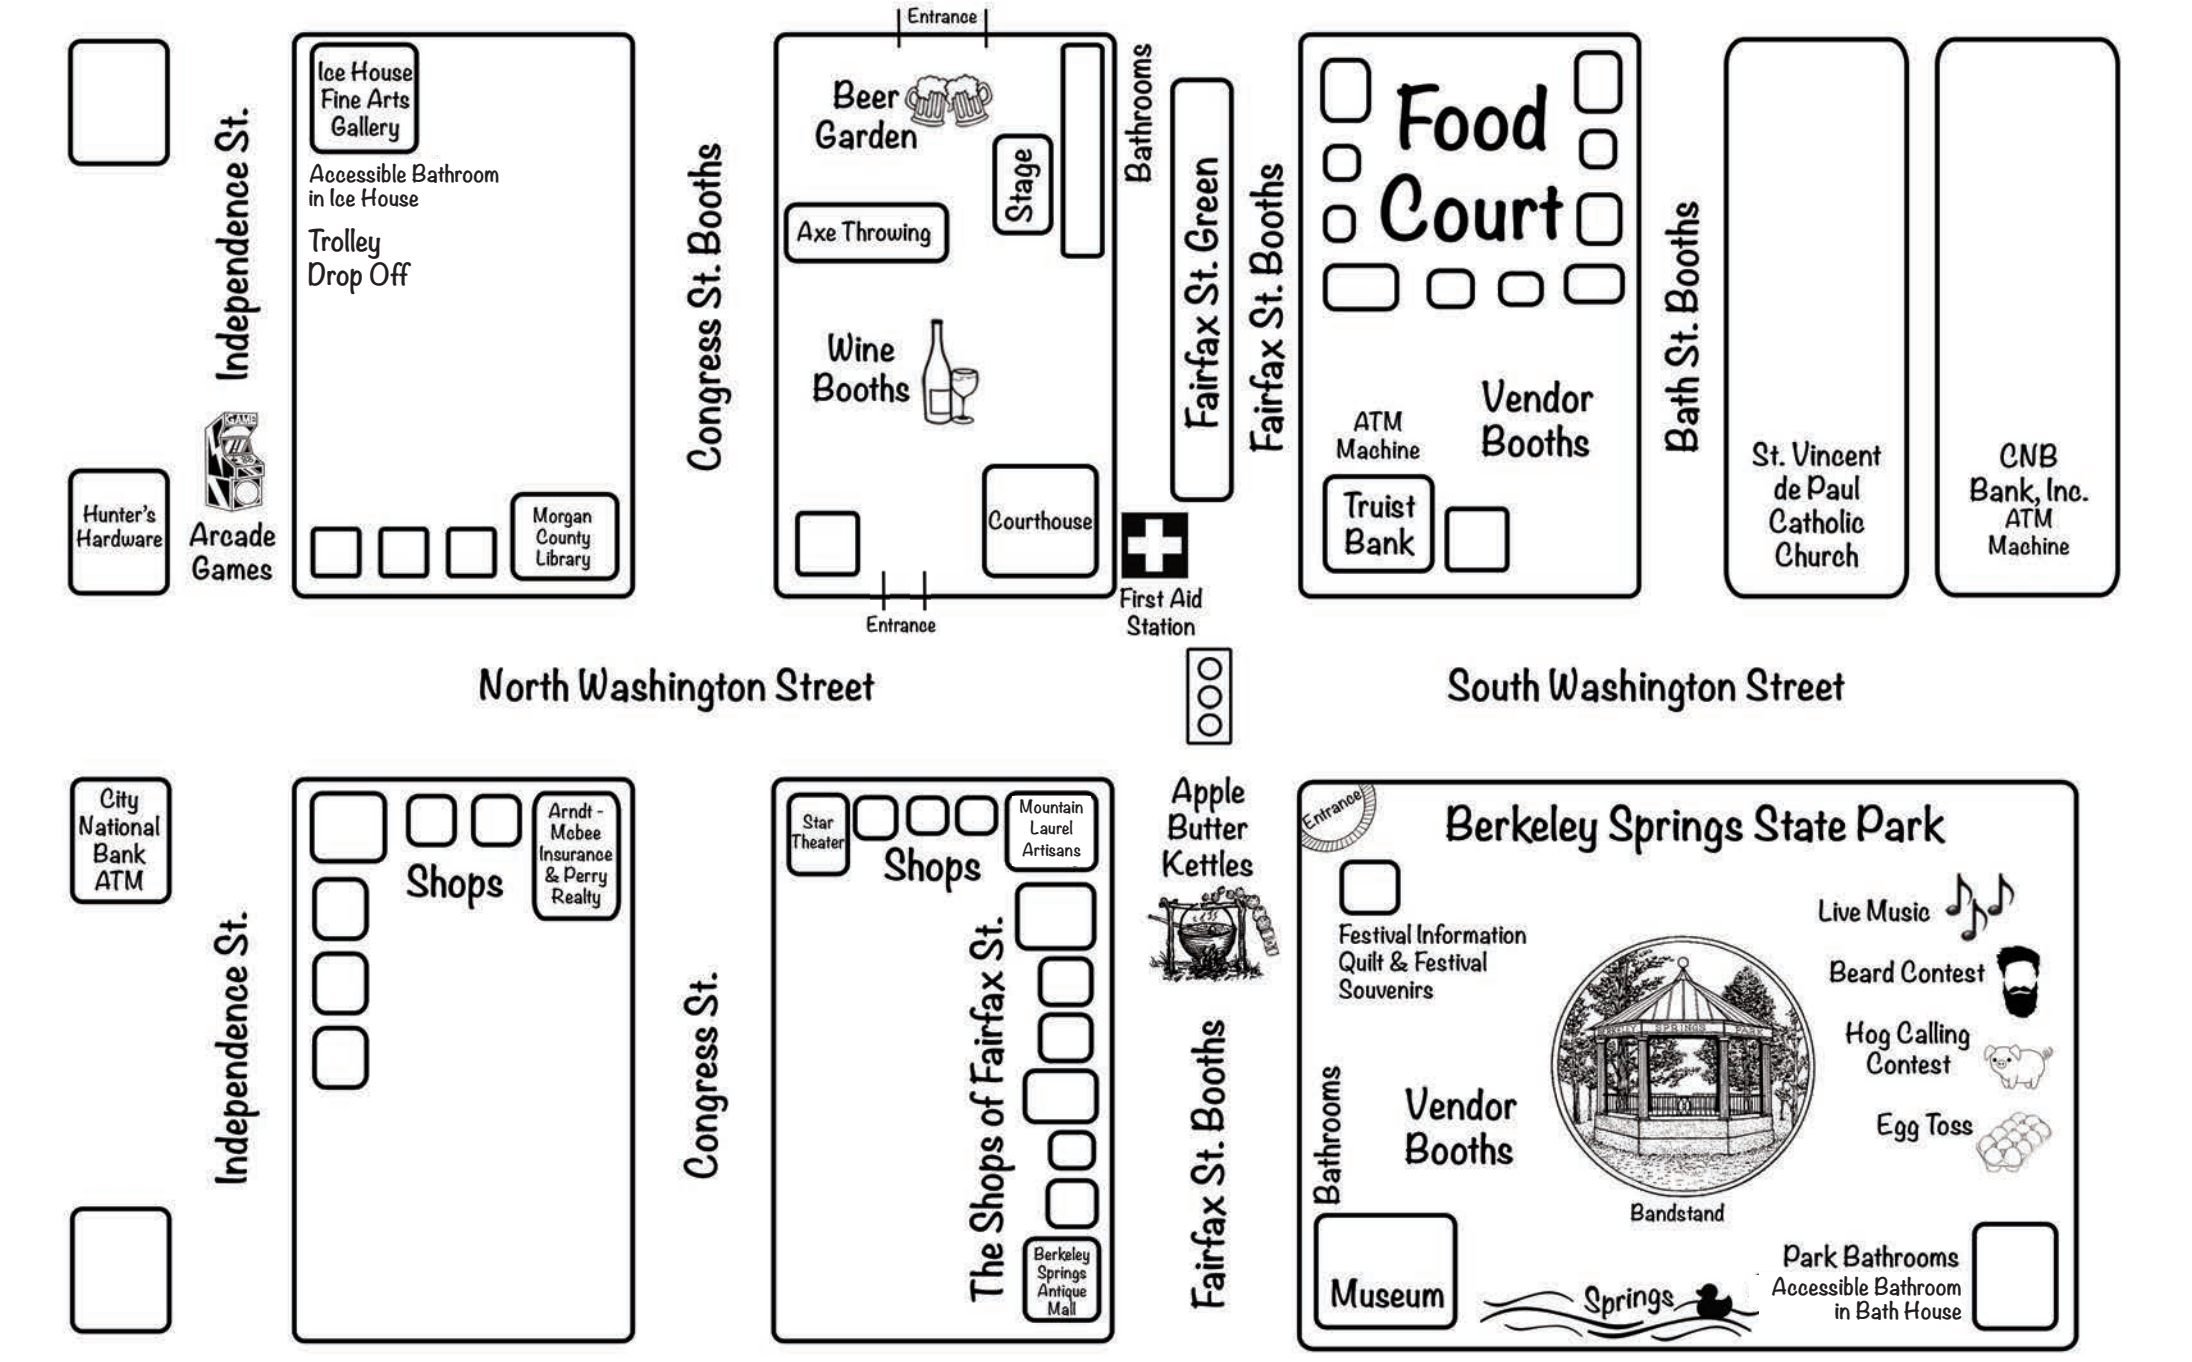 Entrance
Ice House
Fine Arts
Gallery
Accessible Bathroom
in Ice House
Trolley
Drop Off
Independence St.
GAME
Arcade
Games
Hunter's
Hardware
Morgan
County
Library
Congress St. Booths
Beer
Garden
Stage
Axe Throwing
Wine
Booths
Courthouse
Entrance
Bathrooms
Fairfax St. Green
First Aid
Station
Fairfax St. Booths
Food
Court
ATM
Machine
Vendor
Booths
Truist
Bank
Bath St. Booths
St. Vincent
de Paul
Catholic
Church
CNB
Bank, Inc.
ATM
Machine
North Washington Street
South Washington Street
City
National
Bank
ATM
Independence St.
Shops
Arndt -
Mcbee
Insurance
& Perry
Realty
Congress St.
Star
Theater
Shops
Mountain
Laurel
Artisans
The Shops of Fairfax St.
Berkeley
Springs
Antique
Mall
Apple
Butter
Kettles
Fairfax St. Booths
Entrance
Berkeley Springs State Park
Festival Information
Quilt & Festival
Souvenirs
Live Music
Beard Contest
Hog Calling
Contest
Egg Toss
Bathrooms
Vendor
Booths
SPRINGS PARK
Bandstand
Museum
Springs
Park Bathrooms
Accessible Bathroom
in Bath House